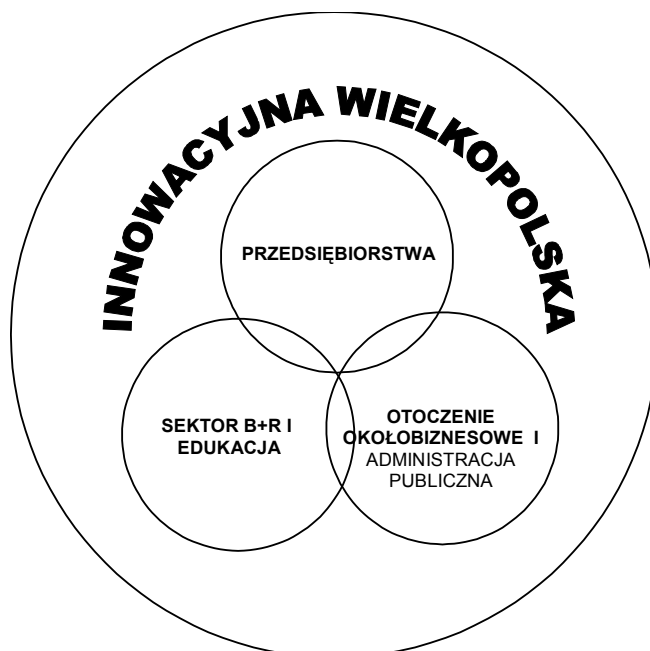 INNOWACYJNA WIELKOPOLSKA
PRZEDSIĘBIORSTWA
SEKTOR B+R I
EDUKACJA
OTOCZENIE
OKOŁOBIZNESOWE I
ADMINISTRACJA
PUBLICZNA